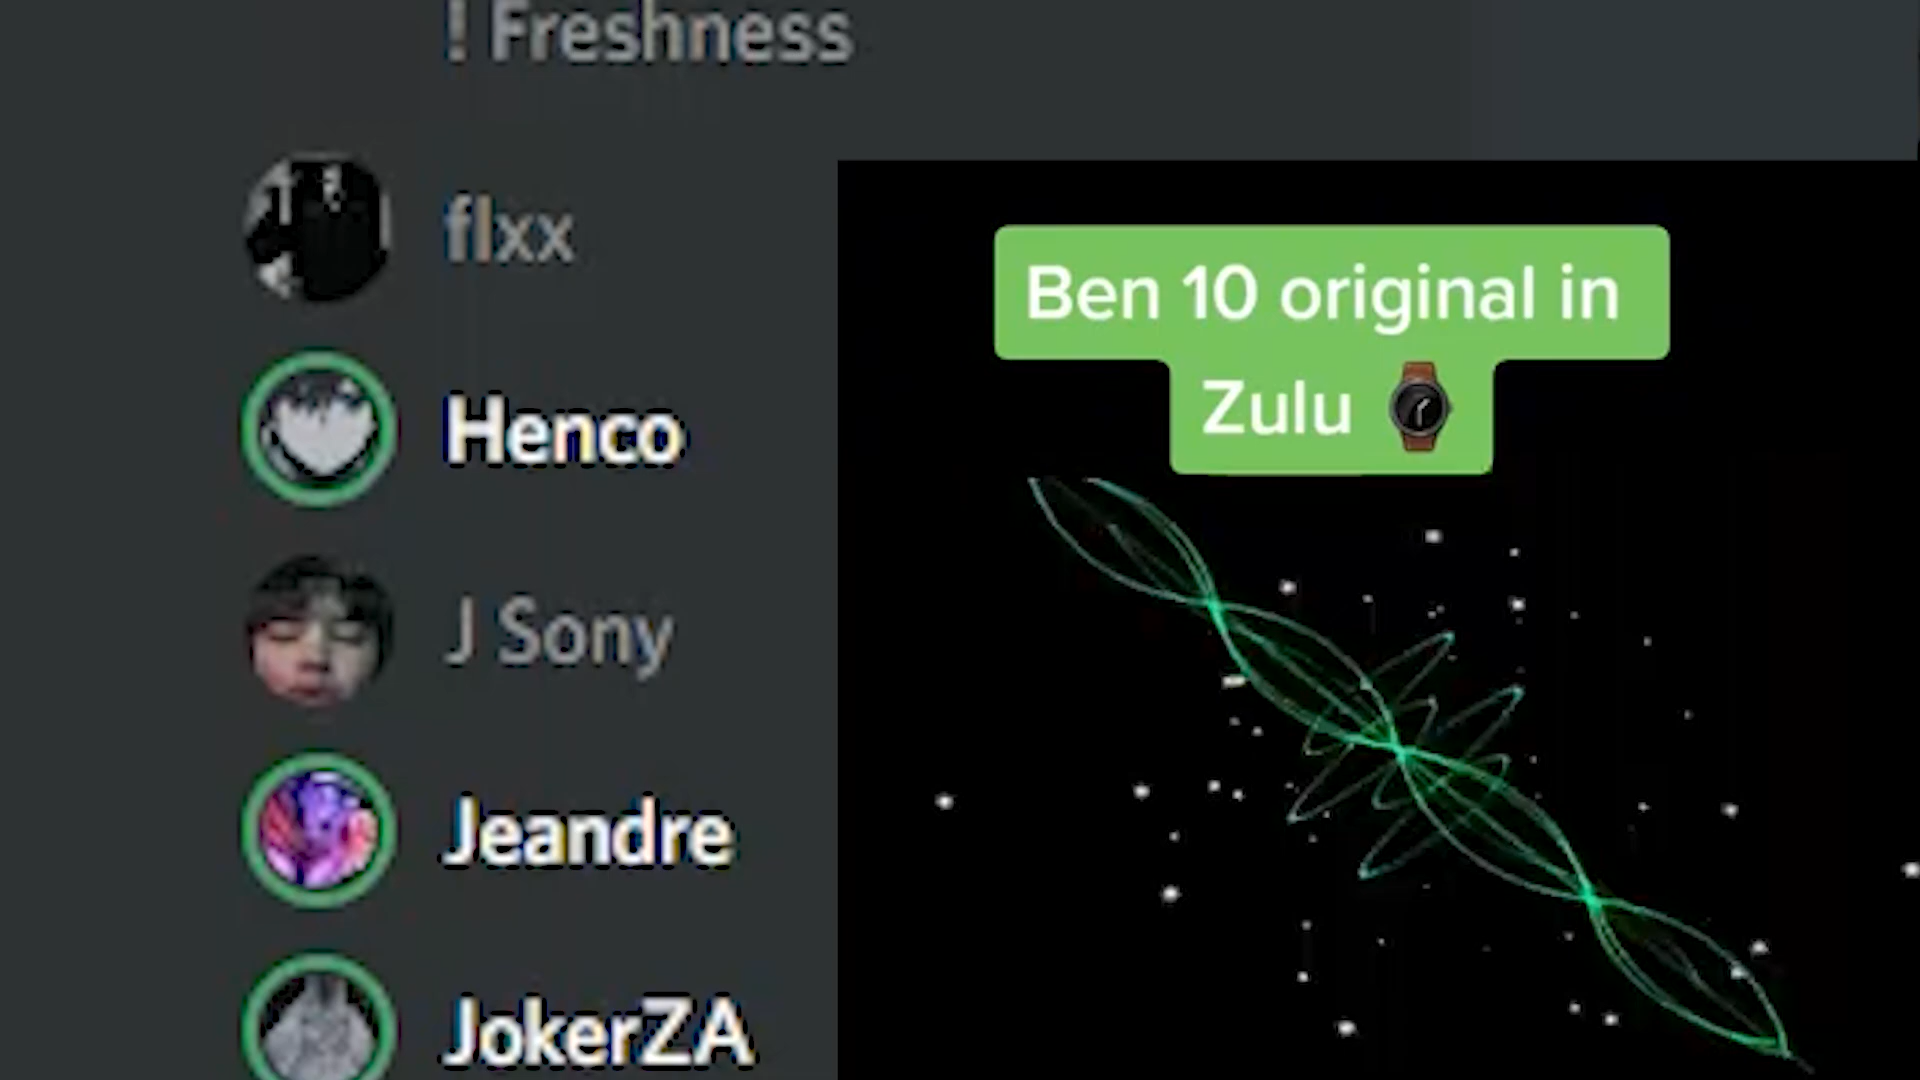 ! Freshness
flxx
Henco
J Sony
Jeandre
JokerZA
Ben 10 original in
Zulu ⌚